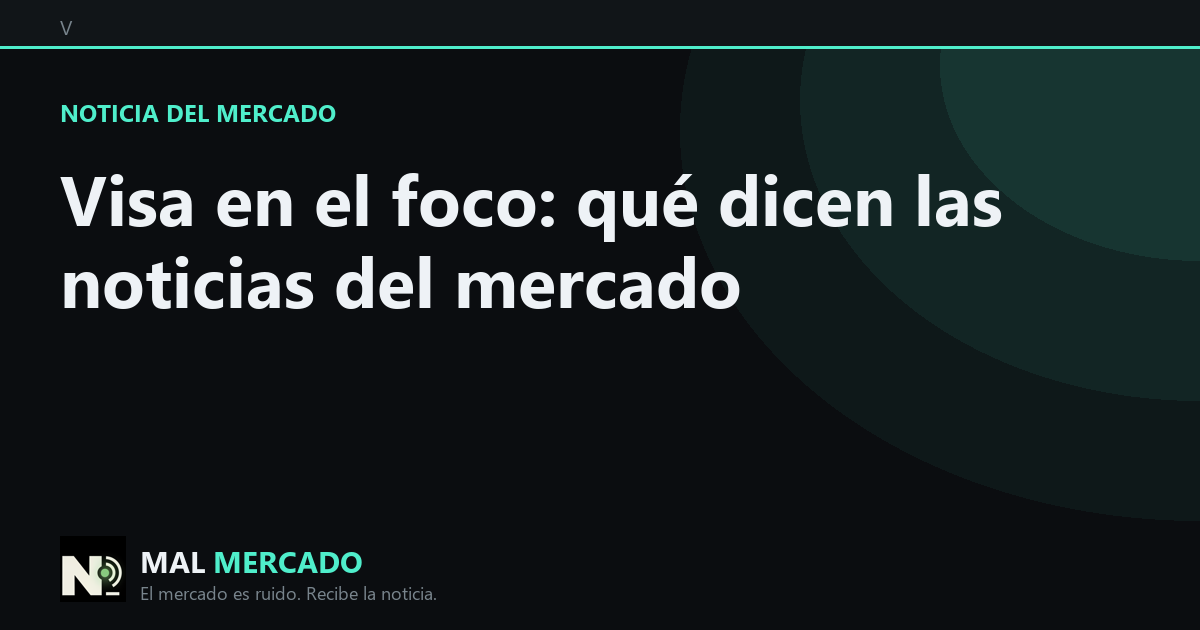 V
NOTICIA DEL MERCADO
Visa en el foco: qué dicen las
noticias del mercado
N
MAL MERCADO
El mercado es ruido. Recibe la noticia.